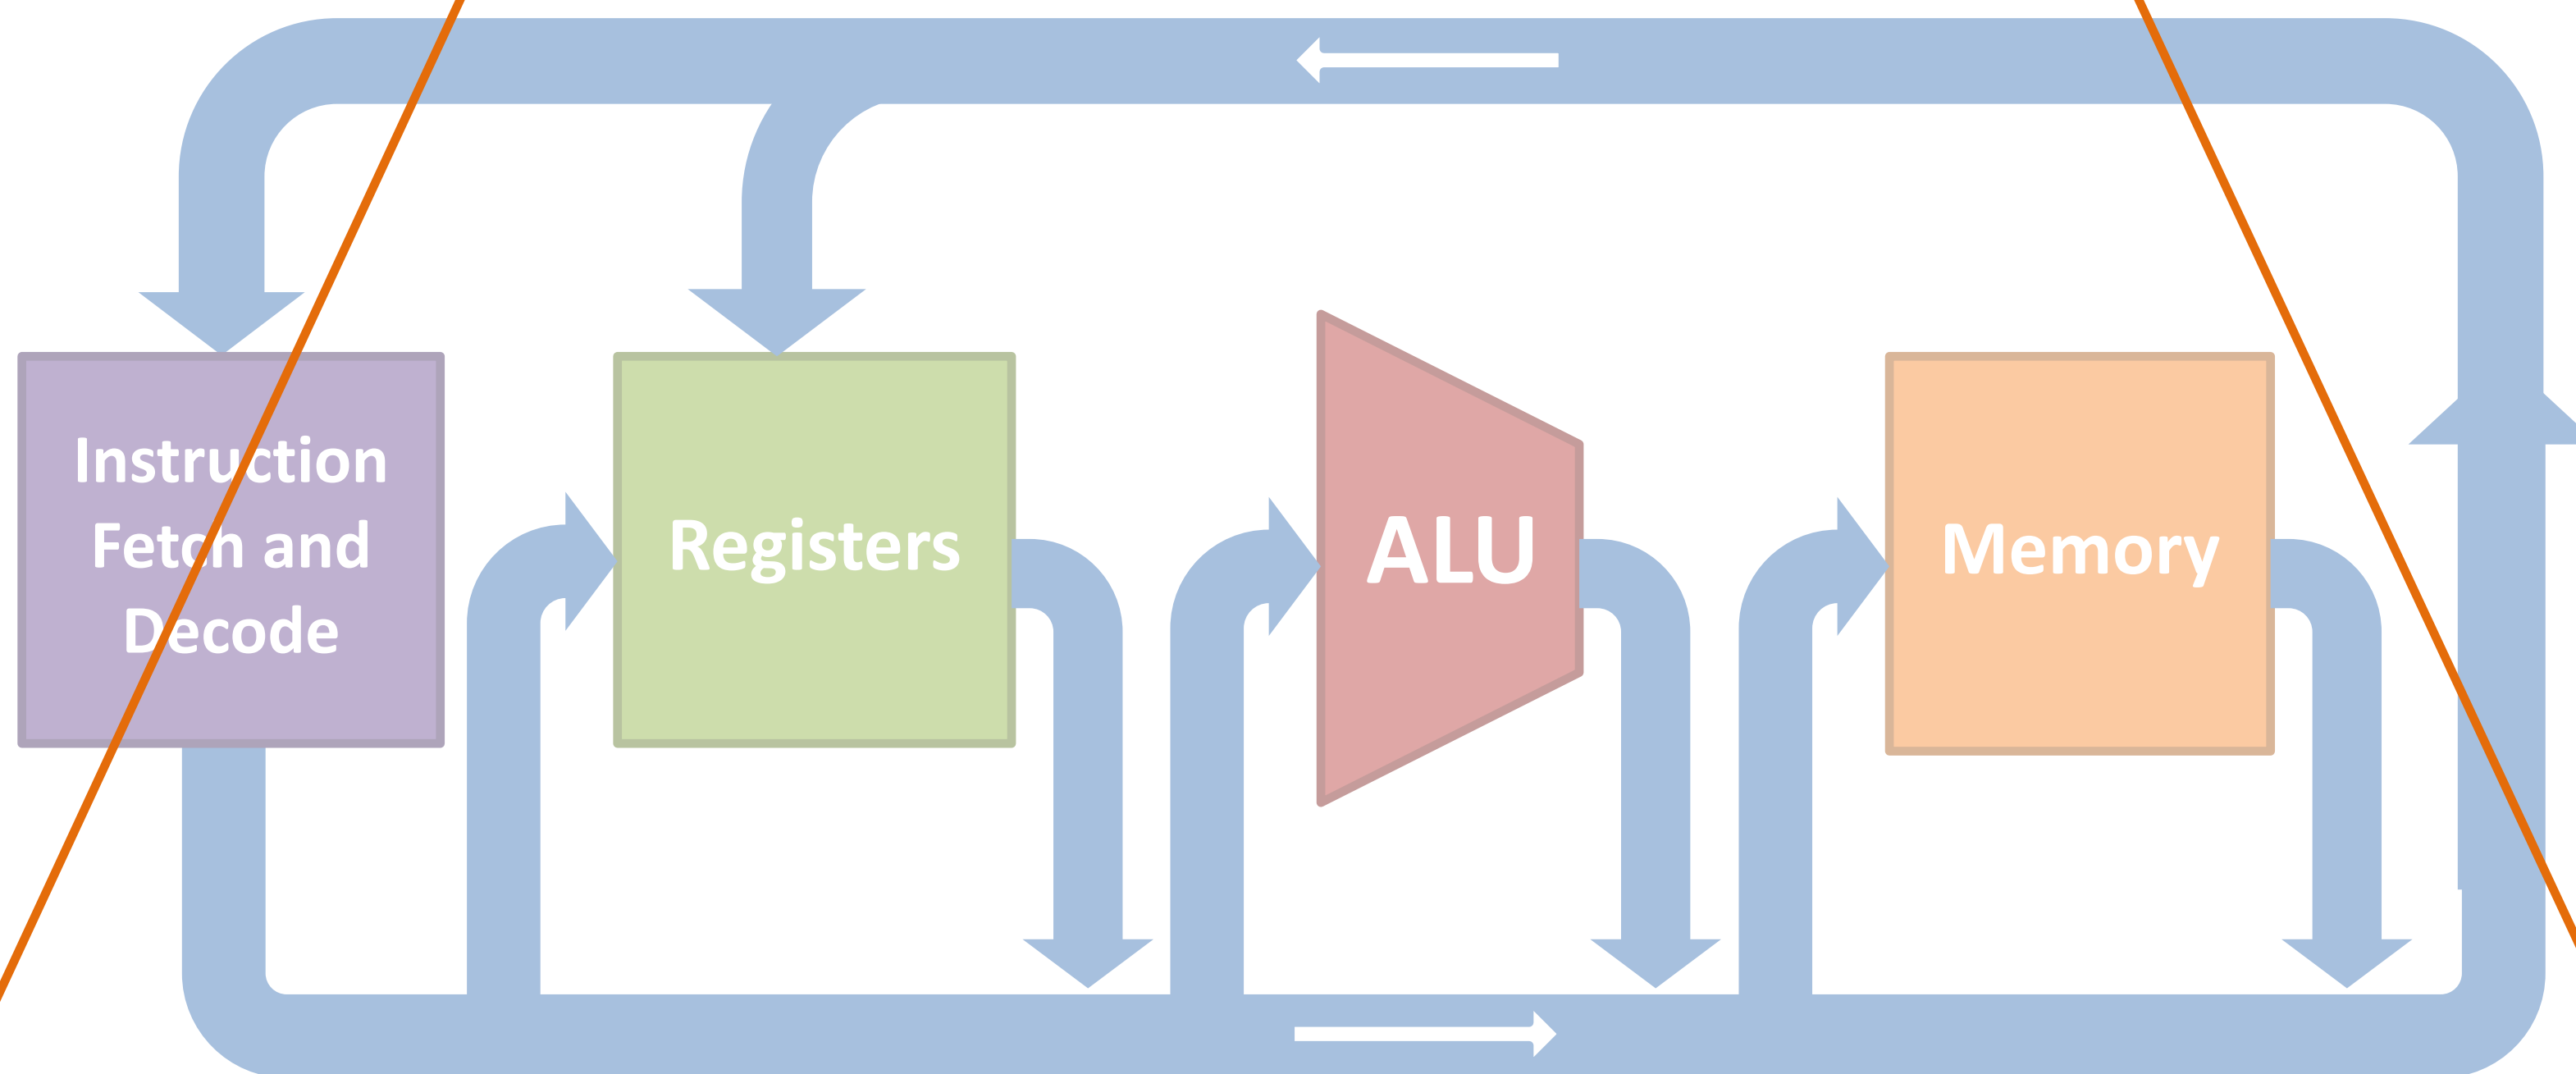 Instruction
Fetch and
Decode
Registers
ALU
Memory